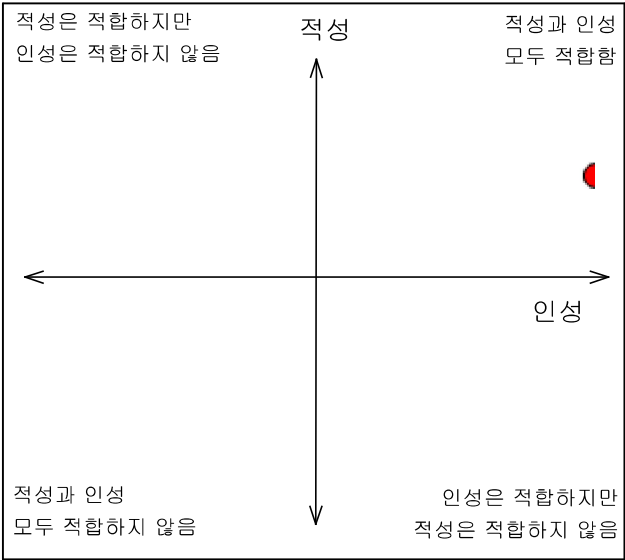 적성은 적합하지만
인성은 적합하지 않음
적성
적성과 인성
모두 적합함
인성
적성과 인성
모두 적합하지 않음
인성은 적합하지만
적성은 적합하지 않음